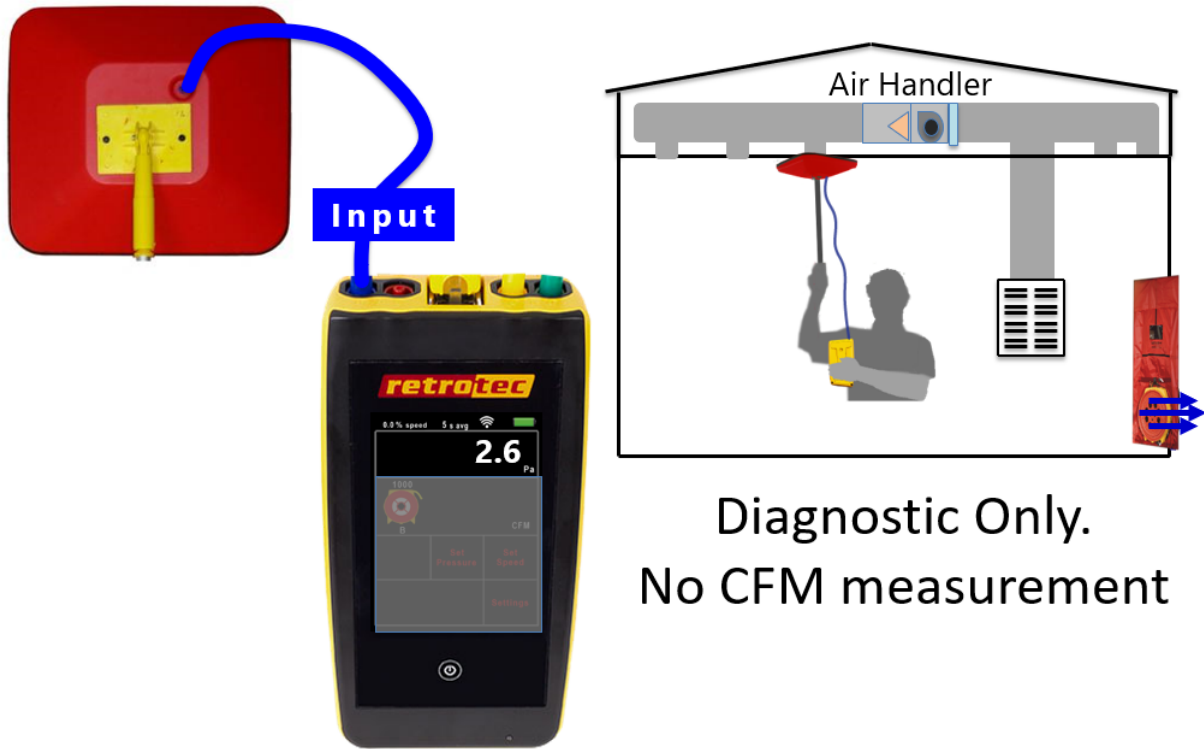 Input
Air Handler
retrotec
0.0 % speed 5 s avg
2.6
Pa
1000
B
CFM
Set
Pressure
Set
Speed
Settings
Diagnostic Only.
No CFM measurement